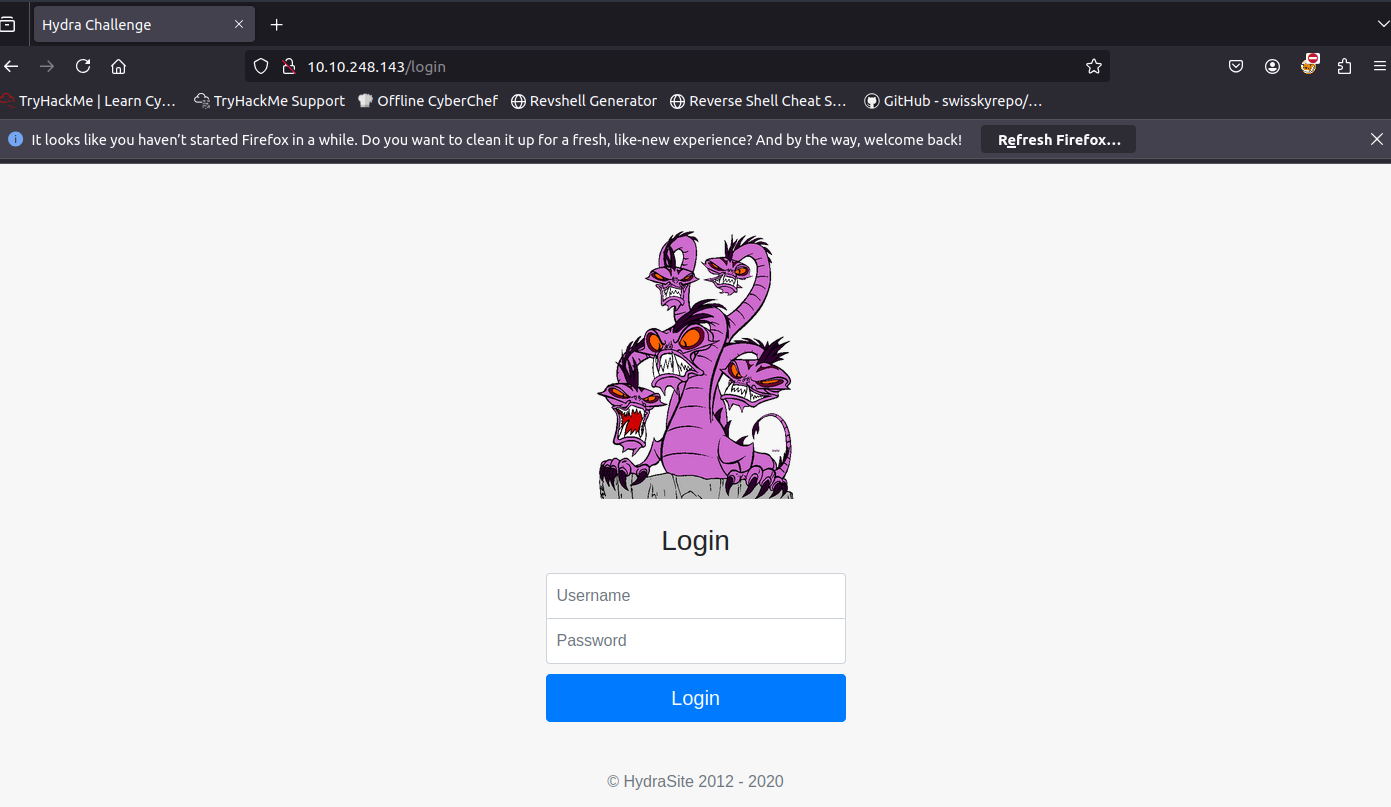 Hydra Challenge
10.10.248.143/login
TryHackMe | Learn Cy… TryHackMe Support Offline CyberChef Revshell Generator Reverse Shell Cheat S… GitHub - swisskyrepo/…
It looks like you haven’t started Firefox in a while. Do you want to clean it up for a fresh, like-new experience? And by the way, welcome back! Refresh Firefox…
Login
Username
Password
Login
© HydraSite 2012 - 2020